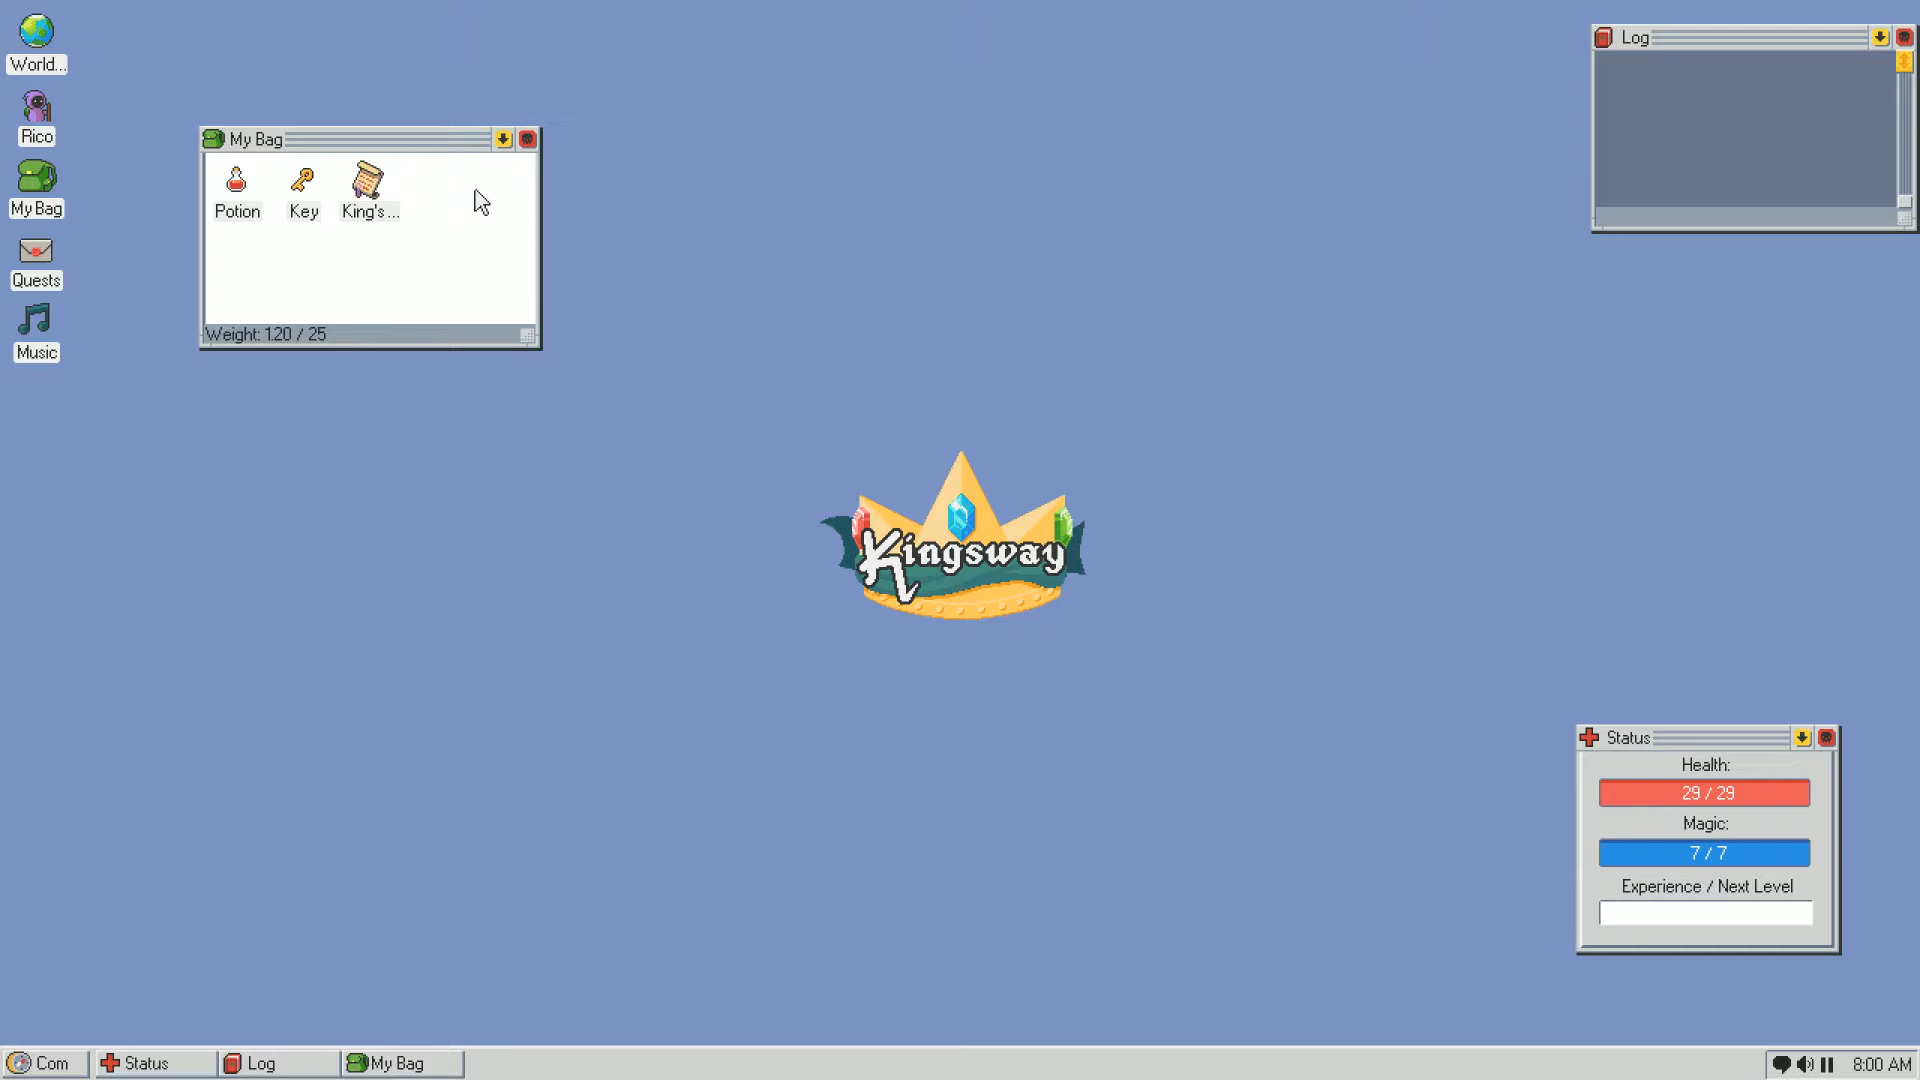 World...
Rico
My Bag
Quests
Music
My Bag
Potion
Key
King's ...
Weight: 1.20 / 25
Log
Kingsway
Status
Health:
29 / 29
Magic:
7 / 7
Experience / Next Level
Com
Status
Log
My Bag
8:00 AM